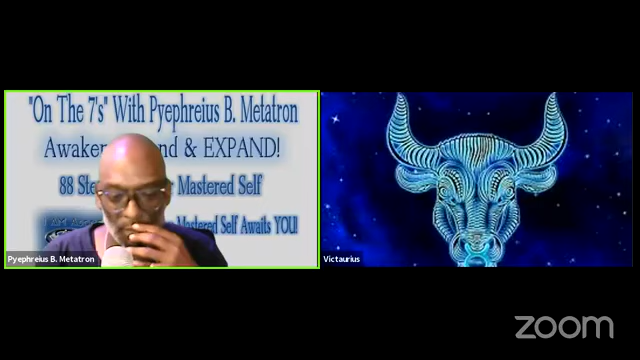 "On The 7's" With Pyephreius B. Metatron
Awaken nd & EXPAND!
88 Ste r Mastered Self
Mastered Self Awaits YOU!
Pyephreius B. Metatron
Victaurius
zoom